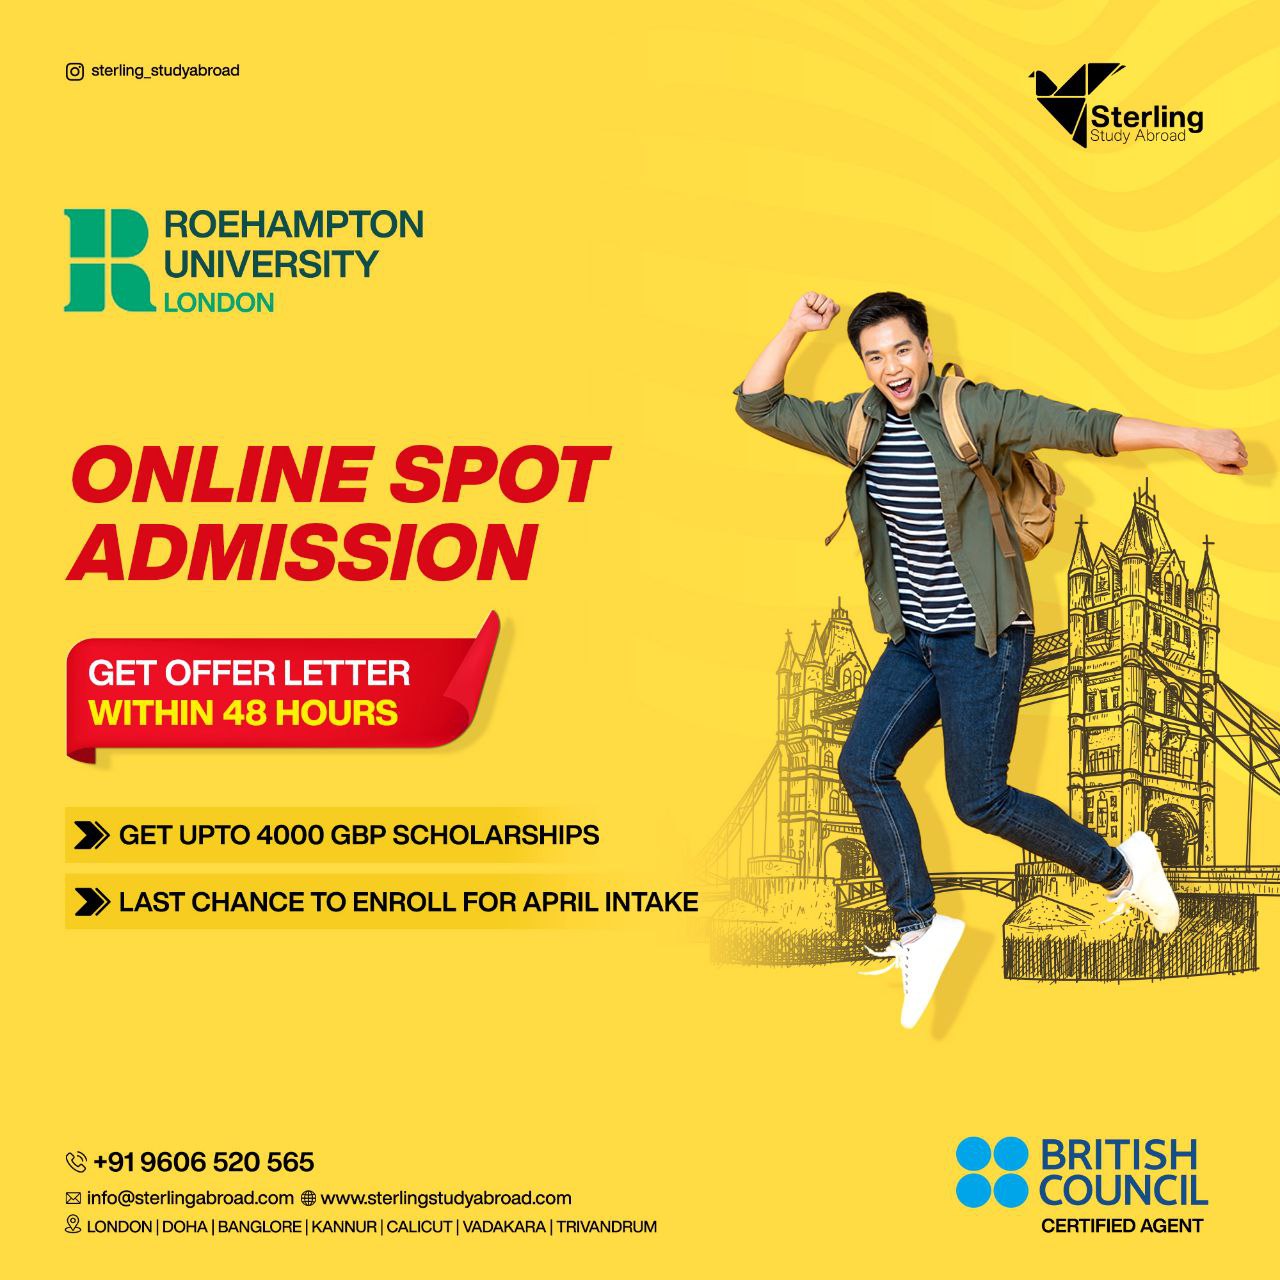 sterling_studyabroad
Sterling
Study Abroad
ROEHAMPTON
UNIVERSITY
LONDON
ONLINE SPOT
ADMISSION
GET OFFER LETTER
WITHIN 48 HOURS
GET UPTO 4000 GBP SCHOLARSHIPS
LAST CHANCE TO ENROLL FOR APRIL INTAKE
+91 9606 520 565
info@sterlingabroad.com www.sterlingstudyabroad.com
LONDON | DOHA | BANGLORE | KANNUR | CALICUT | VADAKARA | TRIVANDRUM
BRITISH
COUNCIL
CERTIFIED AGENT